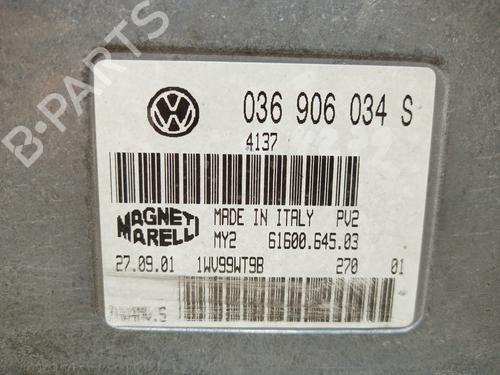 B-PARTS
036 906 034 S
4137
MAGNETI MARELLI
MADE IN ITALY PV2
MY2 61600.645.03
27.09.01 1WV99WT9B 270 01